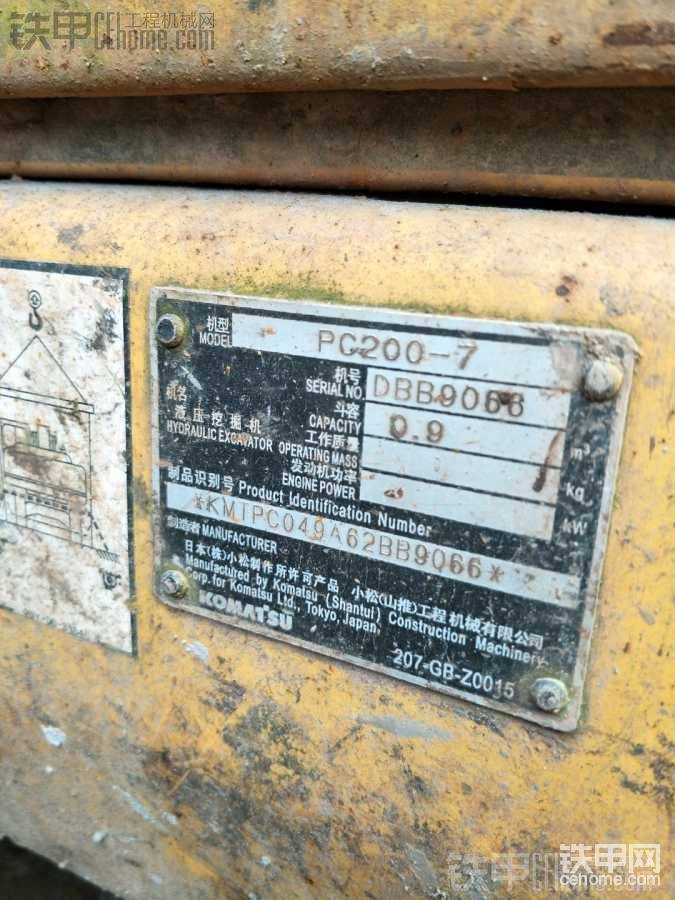 铁甲 工程机械网
Cehome.com
机型
MODEL
PC200-7
机号
SERIAL NO.
DBB9066
机名
液压挖掘机
HYDRAULIC EXCAVATOR
斗容
CAPACITY
0.9
m³
工作质量
OPERATING MASS
kg
发动机功率
ENGINE POWER
kW
制品识别号 Product Identification Number
*KMTPC049A62BB9066*
制造者 MANUFACTURER
日本(株)小松制作所许可产品 小松(山推)工程机械有限公司
Manufactured by Komatsu (Shantui) Construction Machinery
Corp. for Komatsu Ltd, Tokyo, Japan.
KOMATSU
207-GB-Z0015
铁甲网
cehome.com